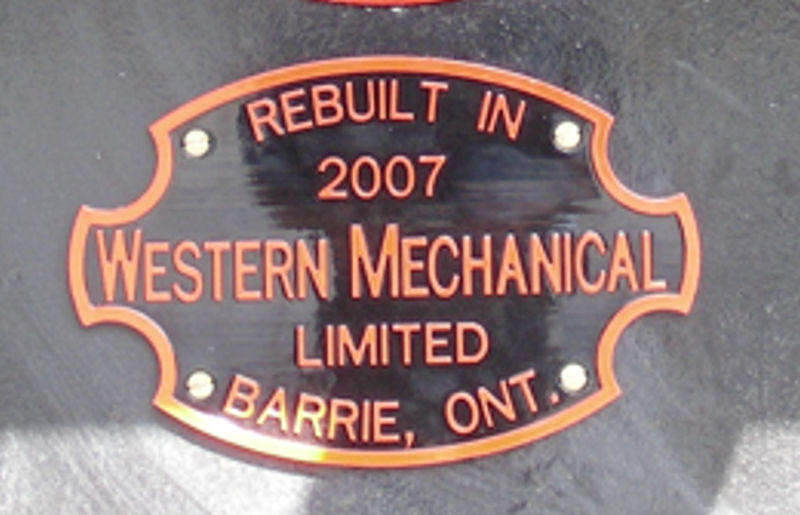 REBUILT IN
2007
WESTERN MECHANICAL
LIMITED
BARRIE, ONT.